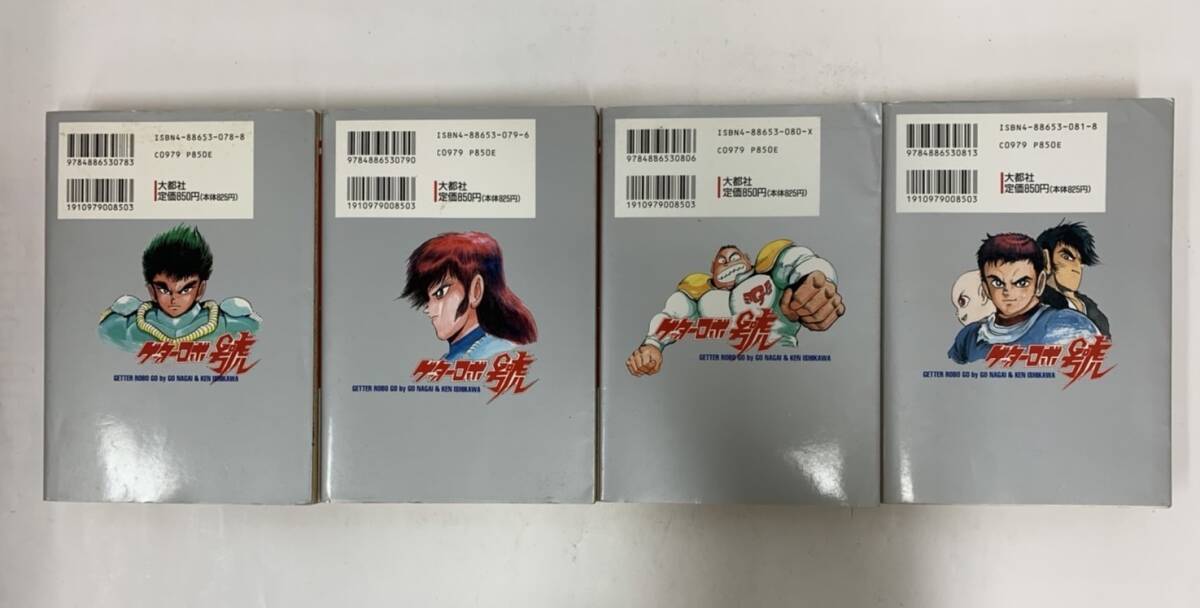 ISBN4-88653-078-8
9784886530783
C0979 P850E
1910979008503
大都社
定価850円(本体825円)
ゲッターロボ號
GETTER ROBO GO by GO NAGAI & KEN ISHIKAWA
ISBN4-88653-079-6
9784886530790
C0979 P850E
1910979008503
大都社
定価850円(本体825円)
ゲッターロボ號
GETTER ROBO GO by GO NAGAI & KEN ISHIKAWA
ISBN4-88653-080-X
9784886530806
C0979 P850E
1910979008503
大都社
定価850円(本体825円)
ゲッターロボ號
GETTER ROBO GO by GO NAGAI & KEN ISHIKAWA
ISBN4-88653-081-8
9784886530813
C0979 P850E
1910979008503
大都社
定価850円(本体825円)
ゲッターロボ號
GETTER ROBO GO by GO NAGAI & KEN ISHIKAWA